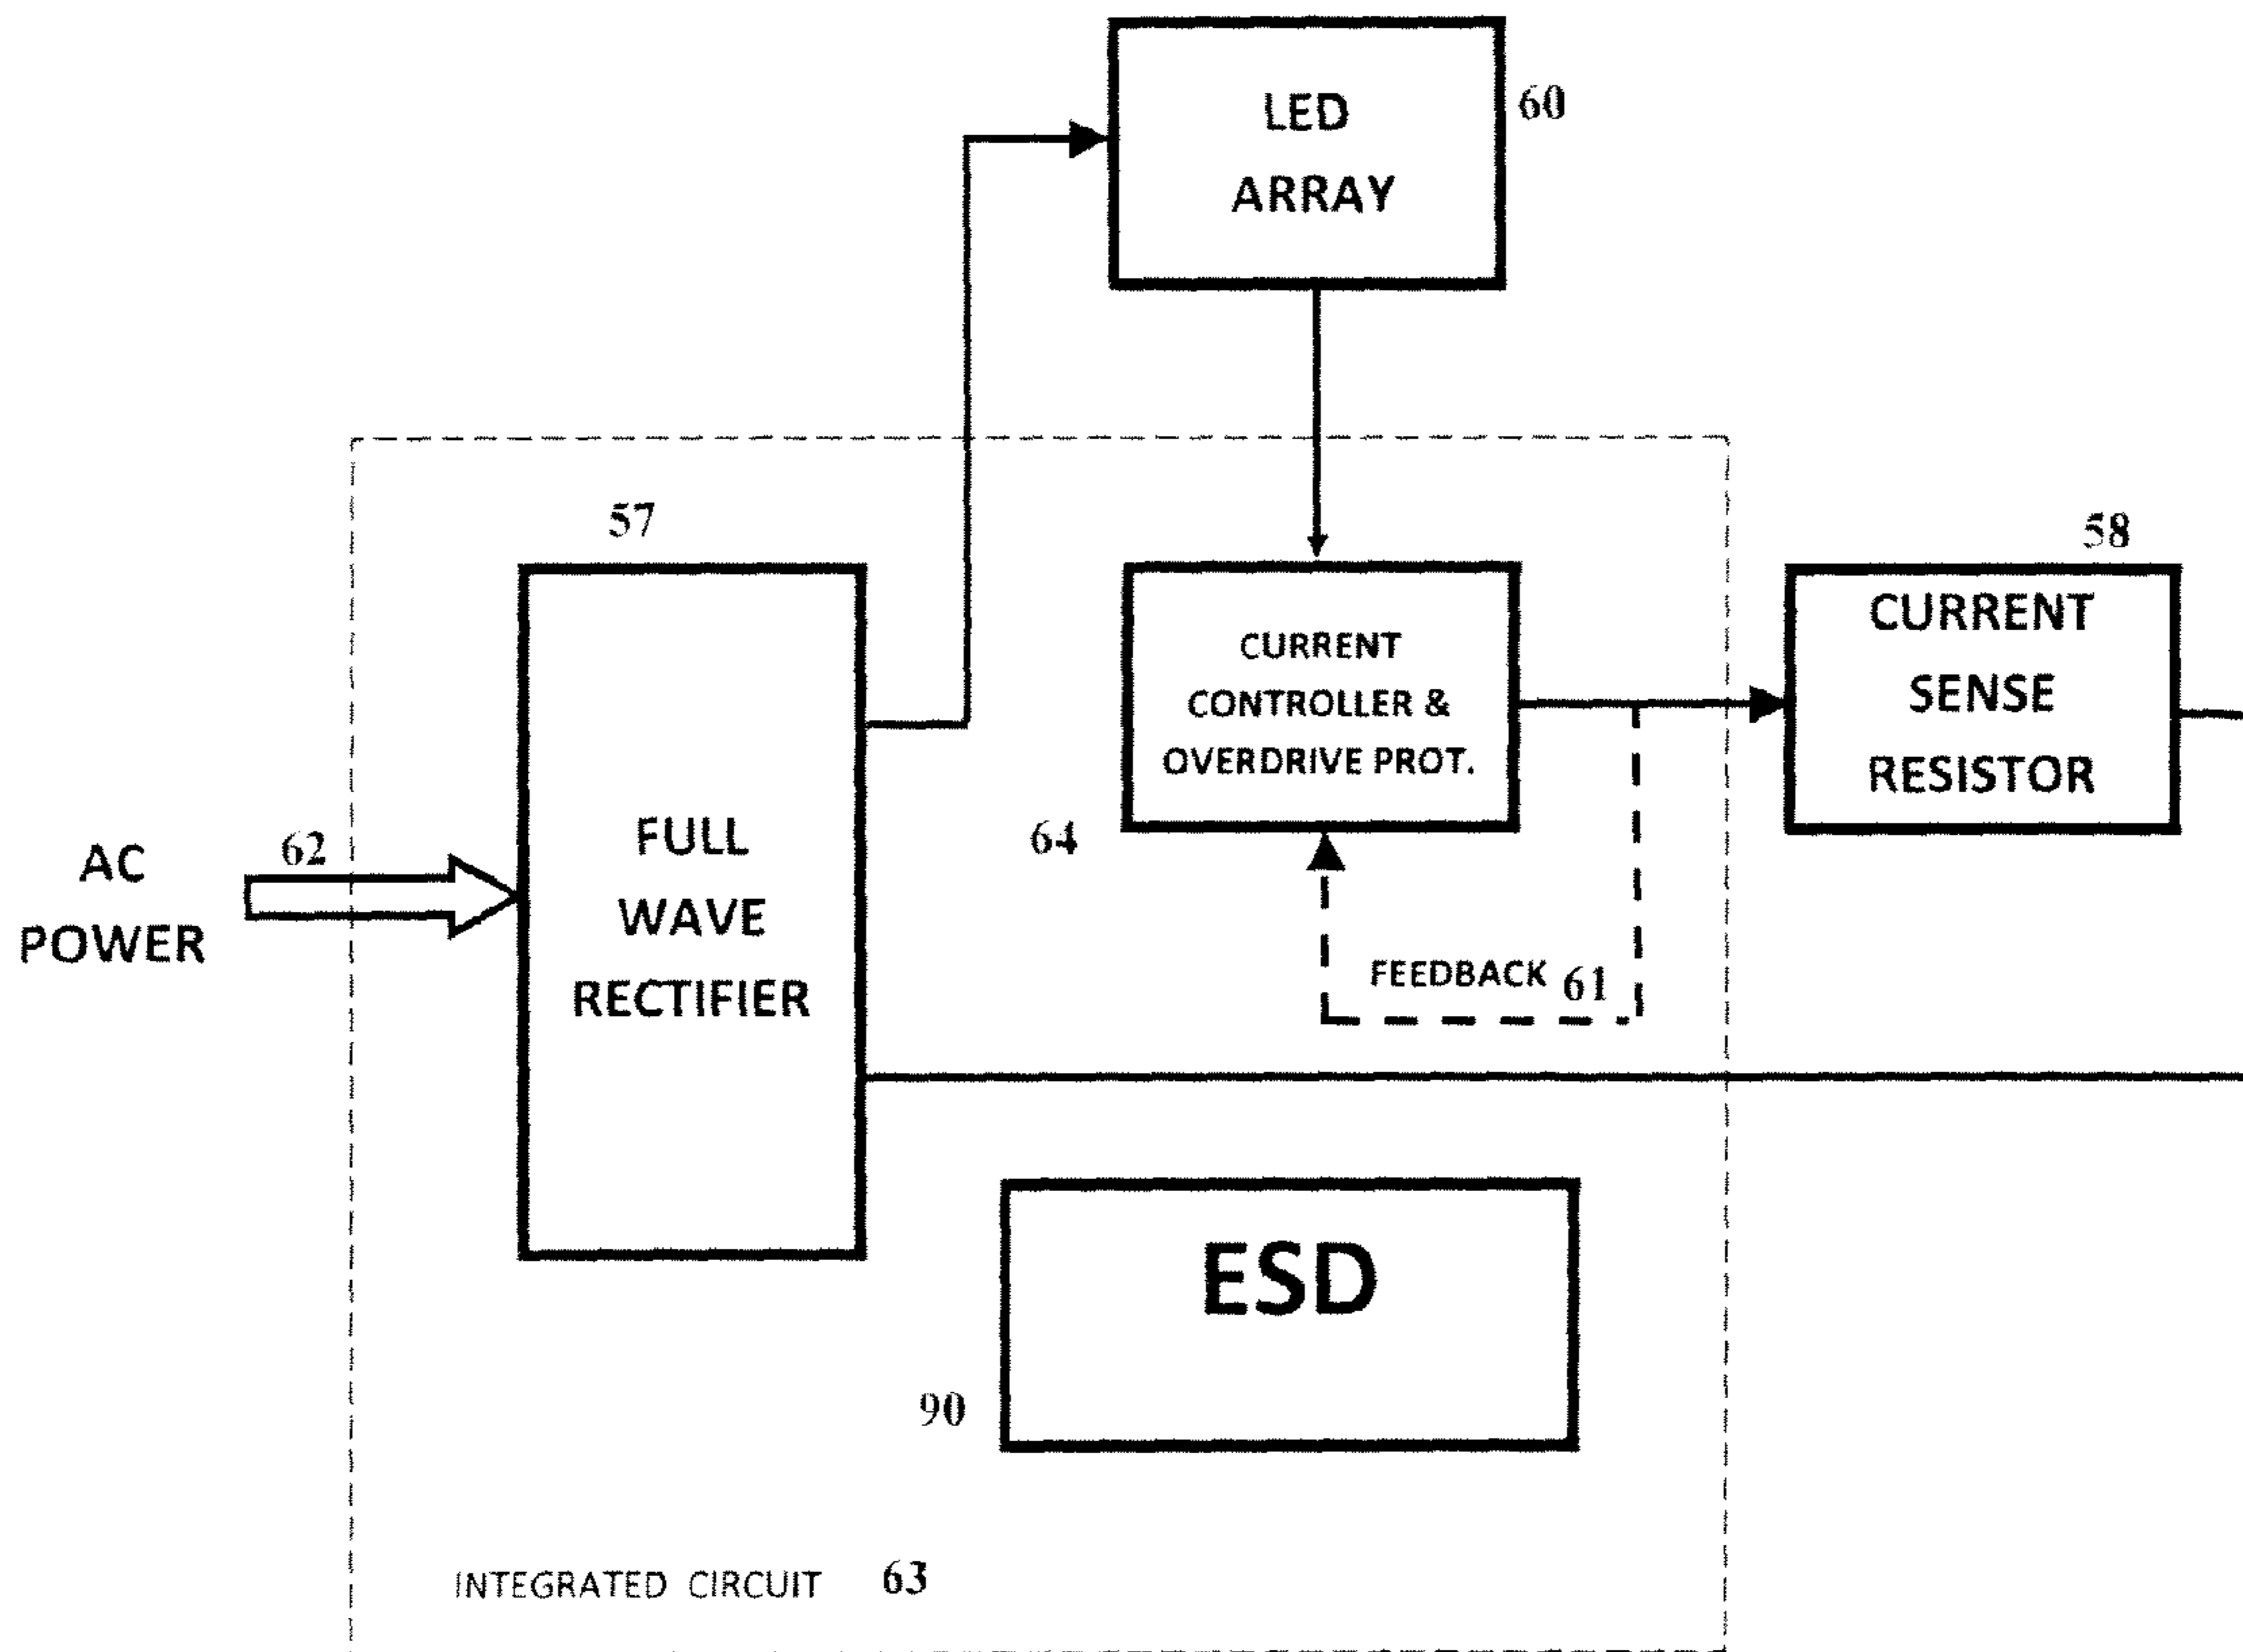 LED
ARRAY
60
57
58
CURRENT
CONTROLLER &
OVERDRIVE PROT.
64
CURRENT
SENSE
RESISTOR
AC
POWER
62
FULL
WAVE
RECTIFIER
FEEDBACK 61
ESD
90
INTEGRATED CIRCUIT 63